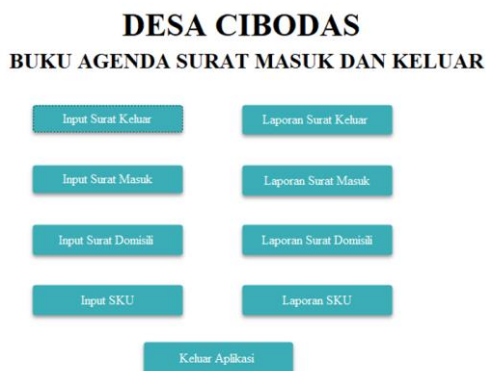 DESA CIBODAS
BUKU AGENDA SURAT MASUK DAN KELUAR
Input Surat Keluar
Laporan Surat Keluar
Input Surat Masuk
Laporan Surat Masuk
Input Surat Domisili
Laporan Surat Domisili
Input SKU
Laporan SKU
Keluar Aplikasi